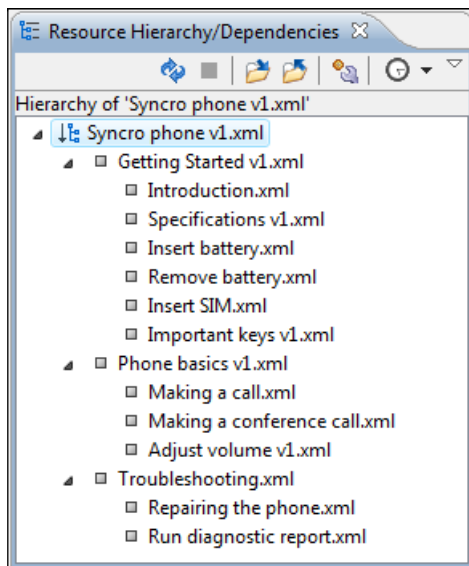 Resource Hierarchy/Dependencies
Hierarchy of 'Syncro phone v1.xml'
Syncro phone v1.xml
Getting Started v1.xml
Introduction.xml
Specifications v1.xml
Insert battery.xml
Remove battery.xml
Insert SIM.xml
Important keys v1.xml
Phone basics v1.xml
Making a call.xml
Making a conference call.xml
Adjust volume v1.xml
Troubleshooting.xml
Repairing the phone.xml
Run diagnostic report.xml